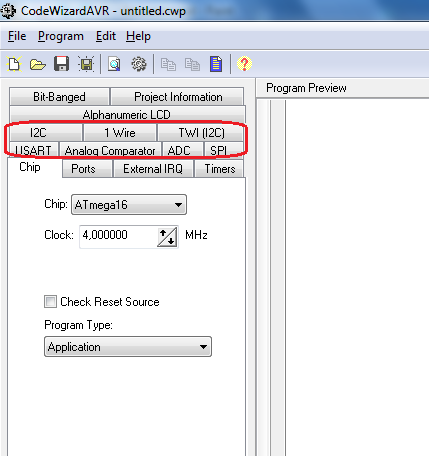 CodeWizardAVR - untitled.cwp
File Program Edit Help
Program Preview
Bit-Banged Project Information
Alphanumeric LCD
I2C 1 Wire TWI (I2C)
USART Analog Comparator ADC SPI
Chip Ports External IRQ Timers
Chip: ATmega16
Clock: 4,000000 MHz
Check Reset Source
Program Type:
Application